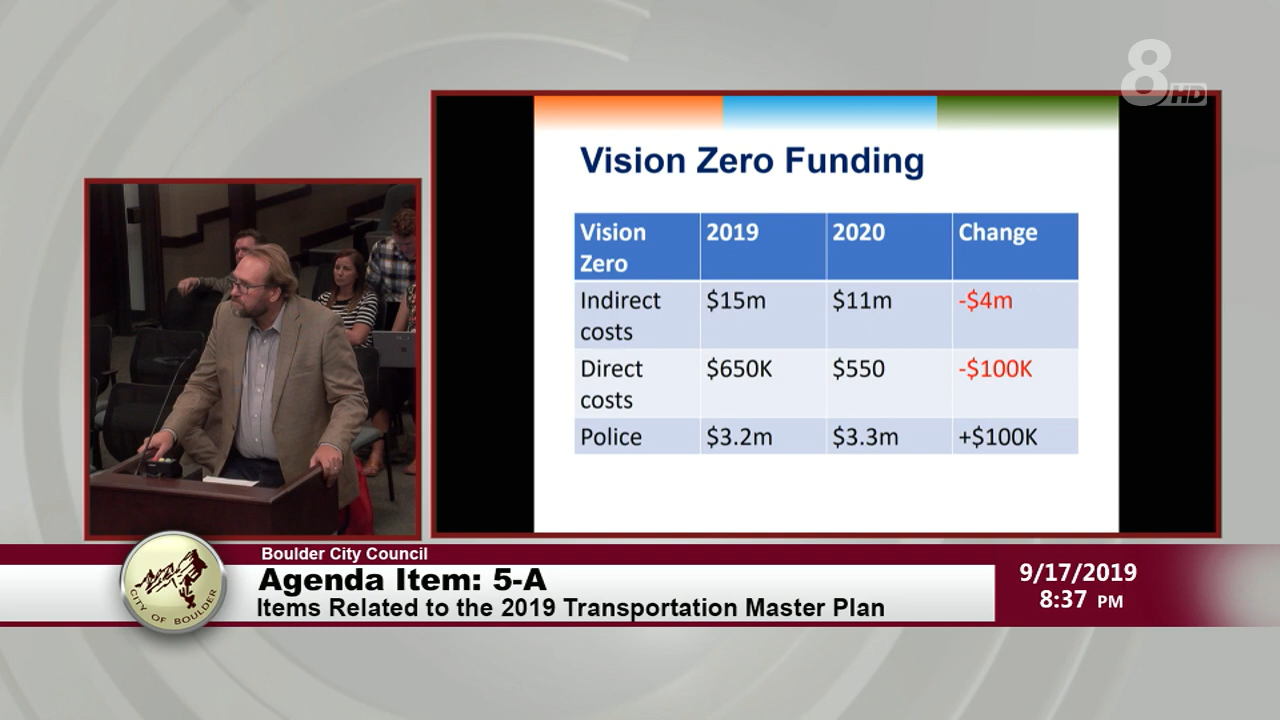 8
HD
Vision Zero Funding
Vision Zero
2019
2020
Change
Indirect costs
$15m
$11m
-$4m
Direct costs
$650K
$550
-$100K
Police
$3.2m
$3.3m
+$100K
Boulder City Council
Agenda Item: 5-A
Items Related to the 2019 Transportation Master Plan
9/17/2019
8:37 PM
CITY OF BOULDER